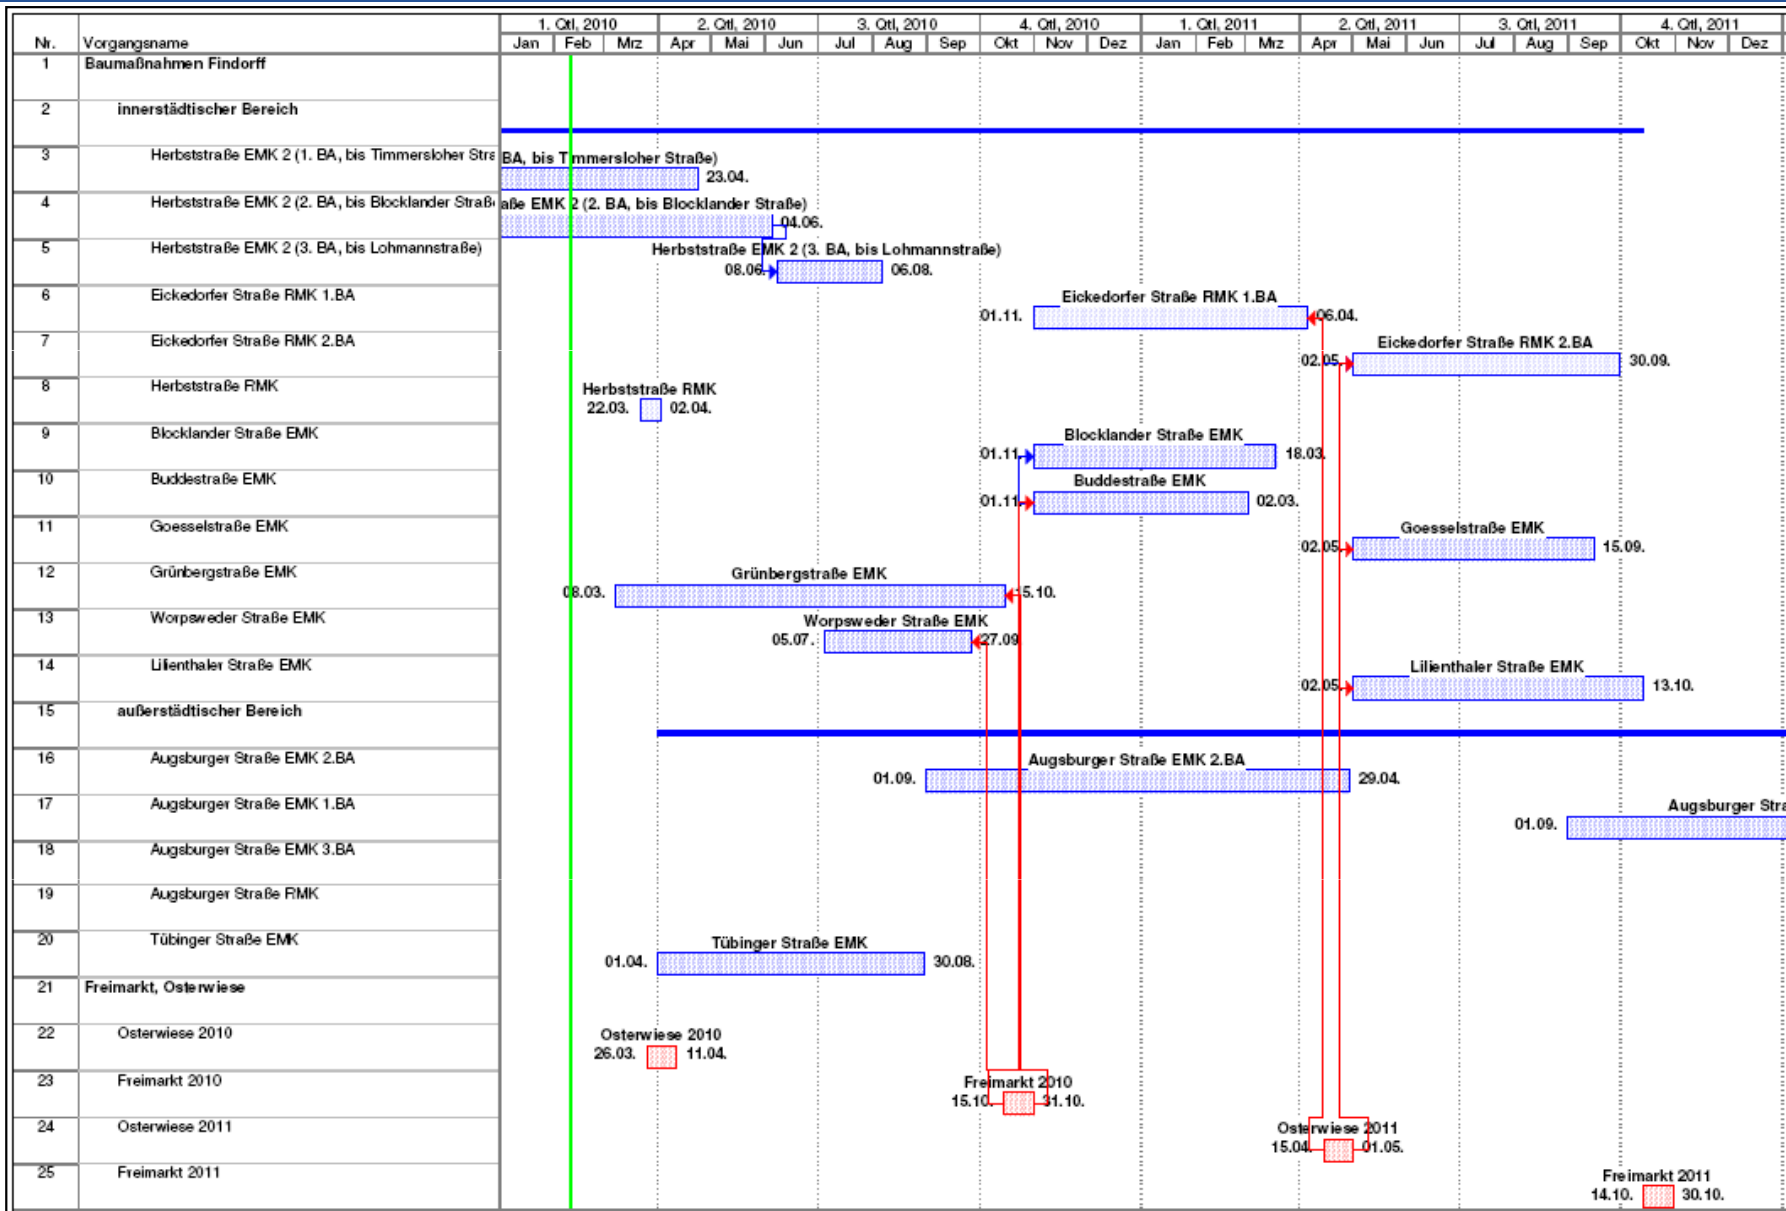 1. Qtl, 2010 2. Qtl, 2010 3. Qtl, 2010 4. Qtl, 2010 1. Qtl, 2011 2. Qtl, 2011 3. Qtl, 2011 4. Qtl, 2011
Nr. Vorgangsname Jan Feb Mrz Apr Mai Jun Jul Aug Sep Okt Nov Dez Jan Feb Mrz Apr Mai Jun Jul Aug Sep Okt Nov Dez
1 Baumaßnahmen Findorff
2 innerstädtischer Bereich
3 Herbststraße EMK 2 (1. BA, bis Timmersloher Stra BA, bis Timmersloher Straße)
23.04.
4 Herbststraße EMK 2 (2. BA, bis Blocklander Straße aße EMK 2 (2. BA, bis Blocklander Straße)
04.06.
5 Herbststraße EMK 2 (3. BA, bis Lohmannstraße) Herbststraße EMK 2 (3. BA, bis Lohmannstraße)
08.06. 06.08.
6 Eickedorfer Straße RMK 1.BA Eickedorfer Straße RMK 1.BA
01.11. 06.04.
7 Eickedorfer Straße RMK 2.BA Eickedorfer Straße RMK 2.BA
02.05. 30.09.
8 Herbststraße RMK Herbststraße RMK
22.03. 02.04.
9 Blocklander Straße EMK Blocklander Straße EMK
01.11. 18.03.
10 Buddestraße EMK Buddestraße EMK
01.11. 02.03.
11 Goesselstraße EMK Goesselstraße EMK
02.05. 15.09.
12 Grünbergstraße EMK Grünbergstraße EMK
08.03. 15.10.
13 Worpsweder Straße EMK Worpsweder Straße EMK
05.07. 27.09.
14 Lilienthaler Straße EMK Lilienthaler Straße EMK
02.05. 13.10.
15 außerstädtischer Bereich
16 Augsburger Straße EMK 2.BA Augsburger Straße EMK 2.BA
01.09. 29.04.
17 Augsburger Straße EMK 1.BA Augsburger Stra
01.09.
18 Augsburger Straße EMK 3.BA
19 Augsburger Straße RMK
20 Tübinger Straße EMK Tübinger Straße EMK
01.04. 30.08.
21 Freimarkt, Osterwiese
22 Osterwiese 2010 Osterwiese 2010
26.03. 11.04.
23 Freimarkt 2010 Freimarkt 2010
15.10. 31.10.
24 Osterwiese 2011 Osterwiese 2011
15.04. 01.05.
25 Freimarkt 2011 Freimarkt 2011
14.10. 30.10.